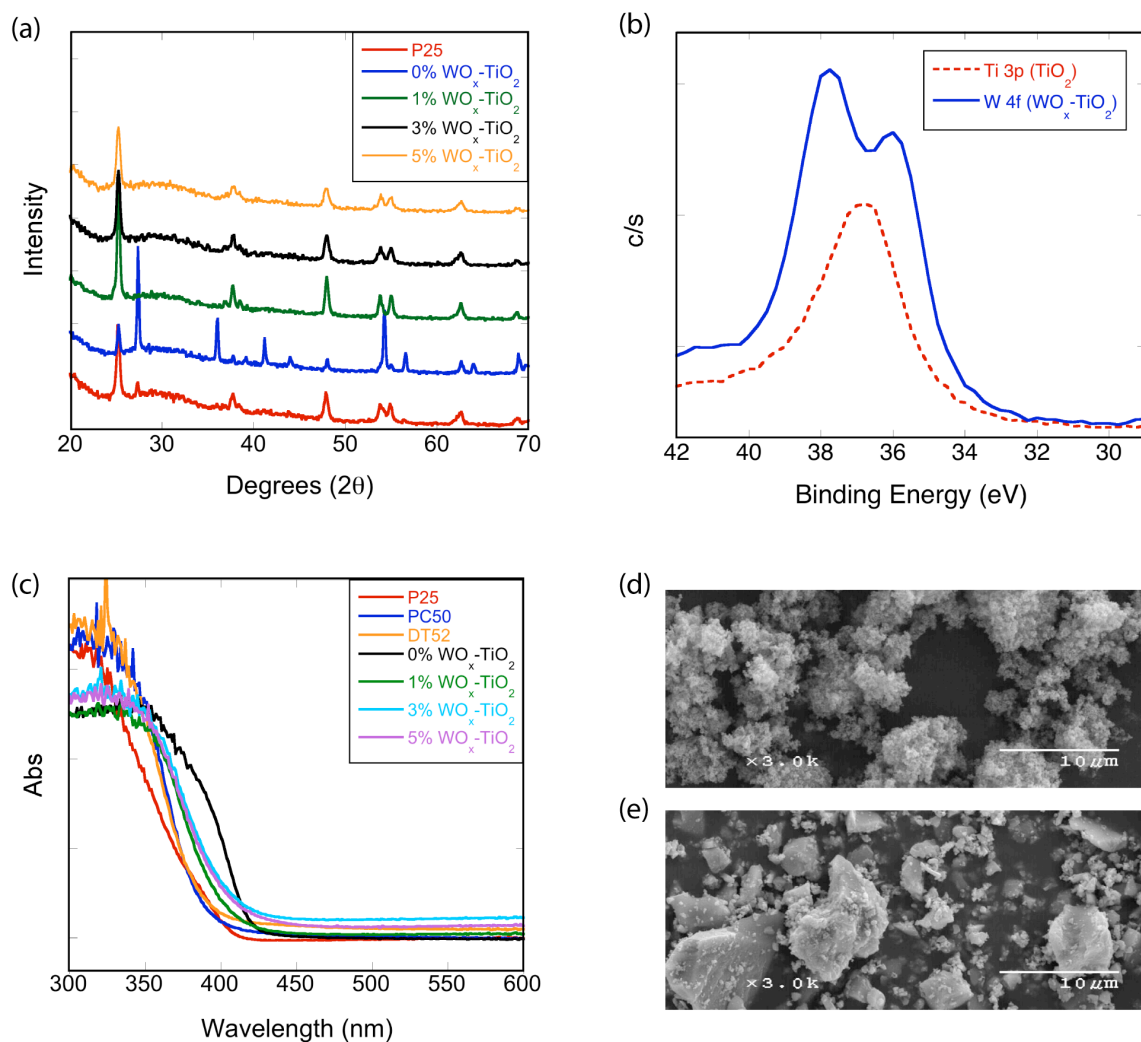 (a)
P25
0% WOₓ-TiO₂
1% WOₓ-TiO₂
3% WOₓ-TiO₂
5% WOₓ-TiO₂
Intensity
20 30 40 50 60 70
Degrees (2θ)
(b)
Ti 3p (TiO₂)
W 4f (WOₓ-TiO₂)
c/s
42 40 38 36 34 32 30
Binding Energy (eV)
(c)
P25
PC50
DT52
0% WOₓ-TiO₂
1% WOₓ-TiO₂
3% WOₓ-TiO₂
5% WOₓ-TiO₂
Abs
300 350 400 450 500 550 600
Wavelength (nm)
(d)
×3.0k 10μm
(e)
×3.0k 10μm